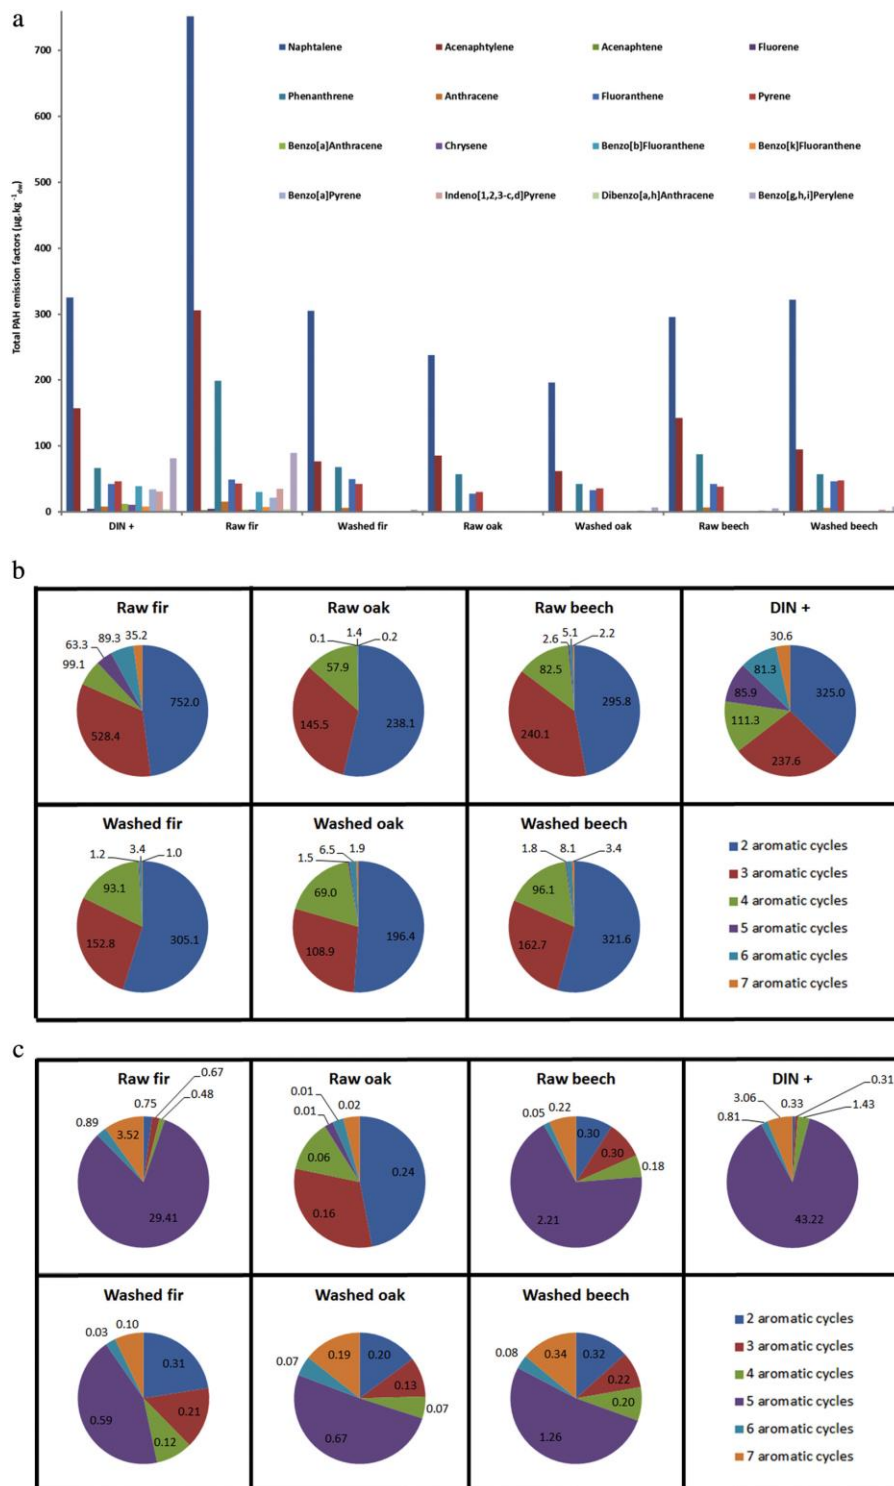 a
Total PAH emission factors (µg.kg⁻¹dw)
700
600
500
400
300
200
100
0
Naphtalene Acenaphtylene Acenaphtene Fluorene
Phenanthrene Anthracene Fluoranthene Pyrene
Benzo[a]Anthracene Chrysene Benzo[b]Fluoranthene Benzo[k]Fluoranthene
Benzo[a]Pyrene Indeno[1,2,3-c,d]Pyrene Dibenzo[a,h]Anthracene Benzo[g,h,i]Perylene
DIN + Raw fir Washed fir Raw oak Washed oak Raw beech Washed beech
b
Raw fir
89.3 35.2
63.3
99.1
752.0
528.4
Raw oak
1.4
0.1 0.2
57.9
145.5
238.1
Raw beech
5.1
2.6 2.2
82.5
295.8
240.1
DIN +
30.6
81.3
85.9
325.0
111.3
237.6
Washed fir
3.4
1.2 1.0
93.1
152.8
305.1
Washed oak
6.5 1.9
1.5
69.0
108.9
196.4
Washed beech
1.8 8.1 3.4
96.1
162.7
321.6
2 aromatic cycles
3 aromatic cycles
4 aromatic cycles
5 aromatic cycles
6 aromatic cycles
7 aromatic cycles
c
Raw fir
0.67
0.75 0.48
0.89
3.52
29.41
Raw oak
0.01 0.02
0.01
0.06
0.24
0.16
Raw beech
0.05 0.22
0.30
0.30
0.18
2.21
DIN +
0.31
3.06 0.33
0.81 1.43
43.22
Washed fir
0.10
0.03
0.31
0.21
0.59
0.12
Washed oak
0.19 0.20
0.07
0.13
0.07
0.67
Washed beech
0.34 0.32
0.08
0.22
0.20
1.26
2 aromatic cycles
3 aromatic cycles
4 aromatic cycles
5 aromatic cycles
6 aromatic cycles
7 aromatic cycles